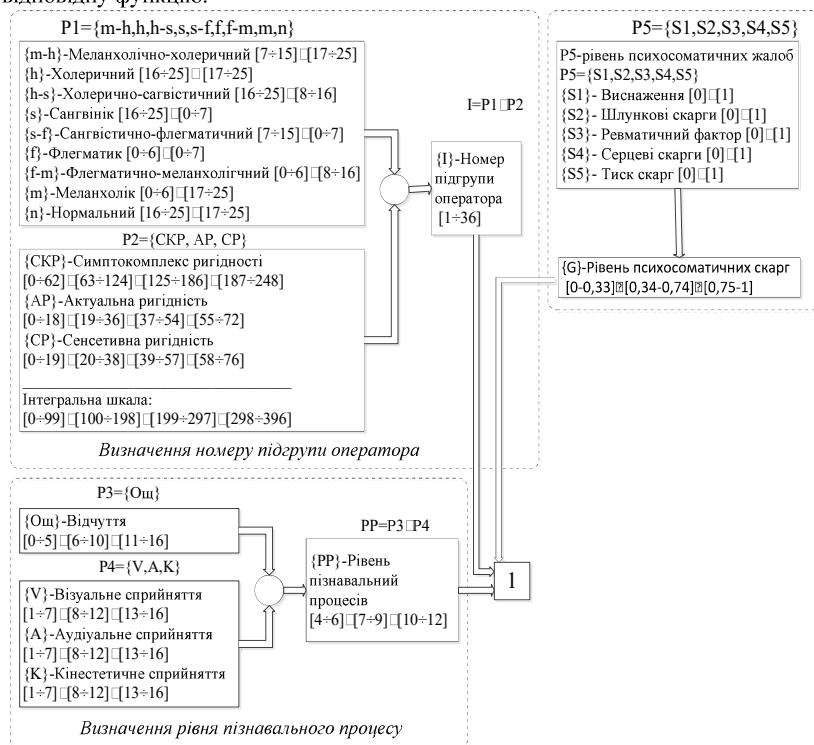 відповідну функцію.
P1={m-h,h,h-s,s,s-f,f,f-m,m,n}
{m-h}-Меланхолічно-холеричний [7÷15]□[17÷25]
{h}-Холеричний [16÷25]□[17÷25]
{h-s}-Холерично-сагвістичний [16÷25]□[8÷16]
{s}-Сангвінік [16÷25]□[0÷7]
{s-f}-Сангвістично-флегматичний [7÷15]□[0÷7]
{f}-Флегматик [0÷6]□[0÷7]
{f-m}-Флегматично-меланхолігчний [0÷6]□[8÷16]
{m}-Меланхолік [0÷6]□[17÷25]
{n}-Нормальний [16÷25]□[17÷25]
P2={СКР, АР, СР}
{СКР}-Симптокомплекс ригідності
[0÷62]□[63÷124]□[125÷186]□[187÷248]
{АР}-Актуальна ригідність
[0÷18]□[19÷36]□[37÷54]□[55÷72]
{СР}-Сенсетивна ригідність
[0÷19]□[20÷38]□[39÷57]□[58÷76]
Інтегральна шкала:
[0÷99]□[100÷198]□[199÷297]□[298÷396]
I=P1□P2
{I}-Номер
підгрупи
оператора
[1÷36]
Визначення номеру підгрупи оператора
P5={S1,S2,S3,S4,S5}
P5-рівень психосоматичних жалоб
P5={S1,S2,S3,S4,S5}
{S1}- Виснаження [0]□[1]
{S2}- Шлункові скарги [0]□[1]
{S3}- Ревматичний фактор [0]□[1]
{S4}- Серцеві скарги [0]□[1]
{S5}- Тиск скарг [0]□[1]
{G}-Рівень психосоматичних скарг
[0-0,33]⍰[0,34-0,74]⍰[0,75-1]
P3={Ощ}
{Ощ}-Відчуття
[0÷5]□[6÷10]□[11÷16]
P4={V,A,K}
{V}-Візуальне сприйняття
[1÷7]□[8÷12]□[13÷16]
{A}-Аудіуальне сприйняття
[1÷7]□[8÷12]□[13÷16]
{K}-Кінестетичне сприйняття
[1÷7]□[8÷12]□[13÷16]
PP=P3□P4
{PP}-Рівень
пізнавальний
процесів
[4÷6]□[7÷9]□[10÷12]
1
Визначення рівня пізнавального процесу